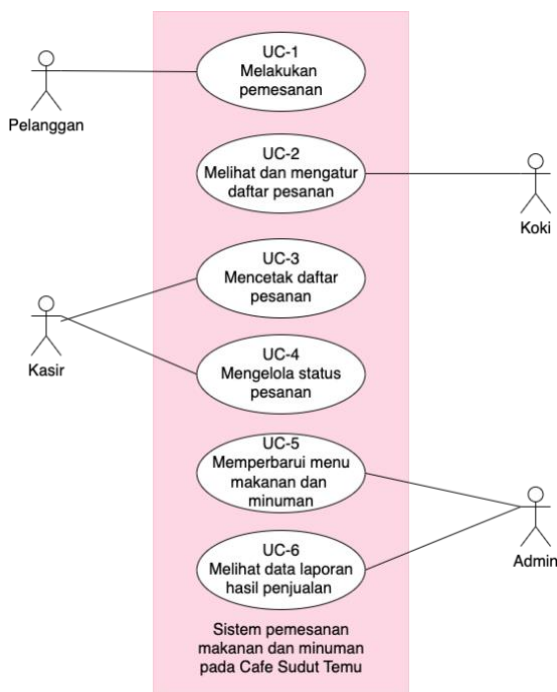 UC-1
Melakukan
pemesanan
Pelanggan
UC-2
Melihat dan mengatur
daftar pesanan
Koki
UC-3
Mencetak daftar
pesanan
Kasir
UC-4
Mengelola status
pesanan
UC-5
Memperbarui menu
makanan dan
minuman
Admin
UC-6
Melihat data laporan
hasil penjualan
Sistem pemesanan
makanan dan minuman
pada Cafe Sudut Temu